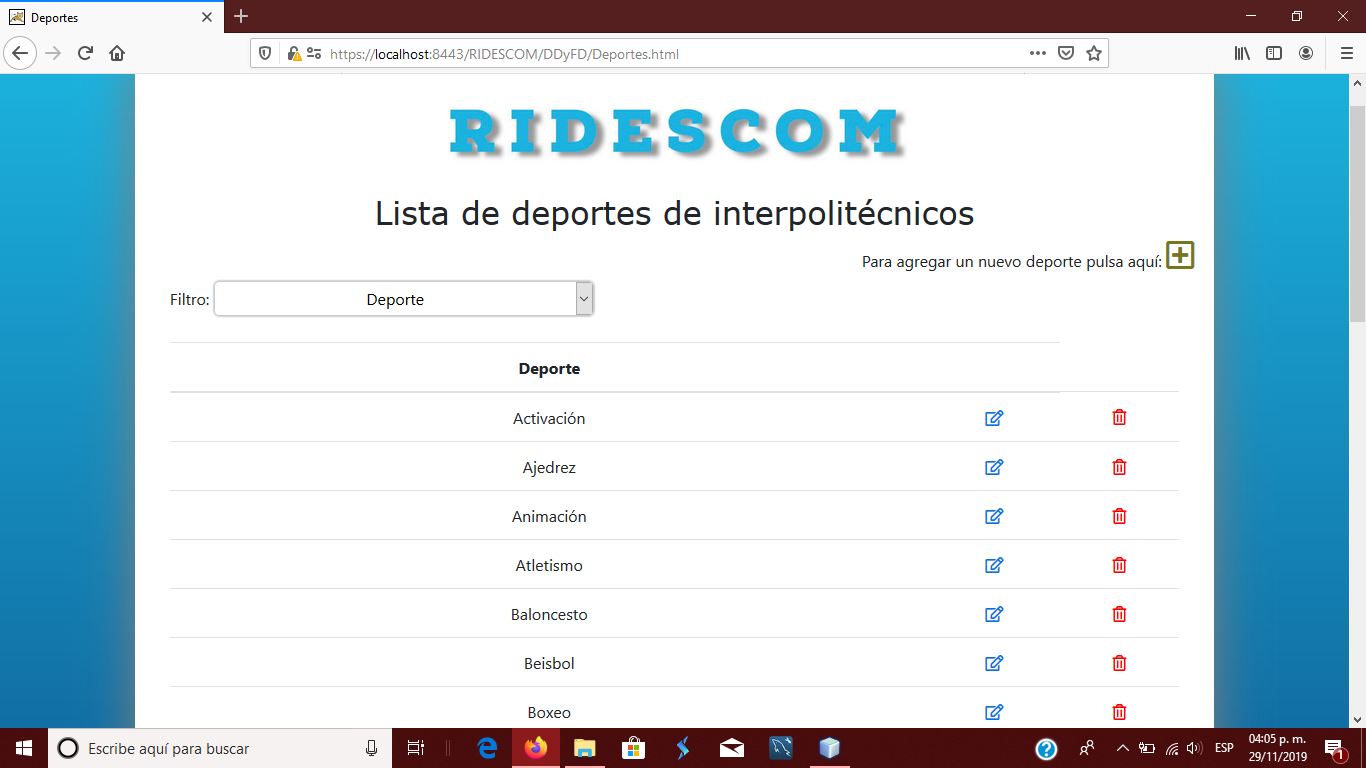 Deportes
https://localhost:8443/RIDESCOM/DDyFD/Deportes.html
RIDESCOM
Lista de deportes de interpolitécnicos
Para agregar un nuevo deporte pulsa aquí:
Filtro: Deporte
Deporte
Activación
Ajedrez
Animación
Atletismo
Baloncesto
Beisbol
Boxeo
Escribe aquí para buscar
ESP
04:05 p. m.
29/11/2019
1